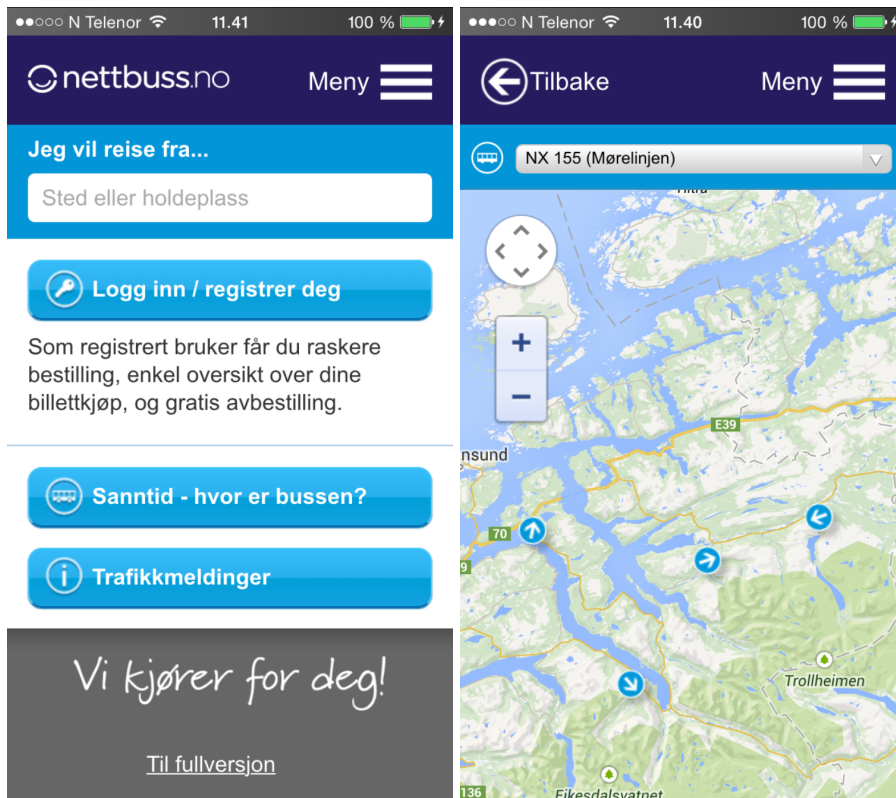 N Telenor 11.41 100 %
nettbuss.no Meny
Jeg vil reise fra...
Sted eller holdeplass
Logg inn / registrer deg
Som registrert bruker får du raskere
bestilling, enkel oversikt over dine
billettkjøp, og gratis avbestilling.
Sanntid - hvor er bussen?
Trafikkmeldinger
Vi kjører for deg!
Til fullversjon
N Telenor 11.40 100 %
Tilbake Meny
NX 155 (Mørelinjen)
+
−
E39
nsund
70
9
Trollheimen
136
Eikesdalsvatnet